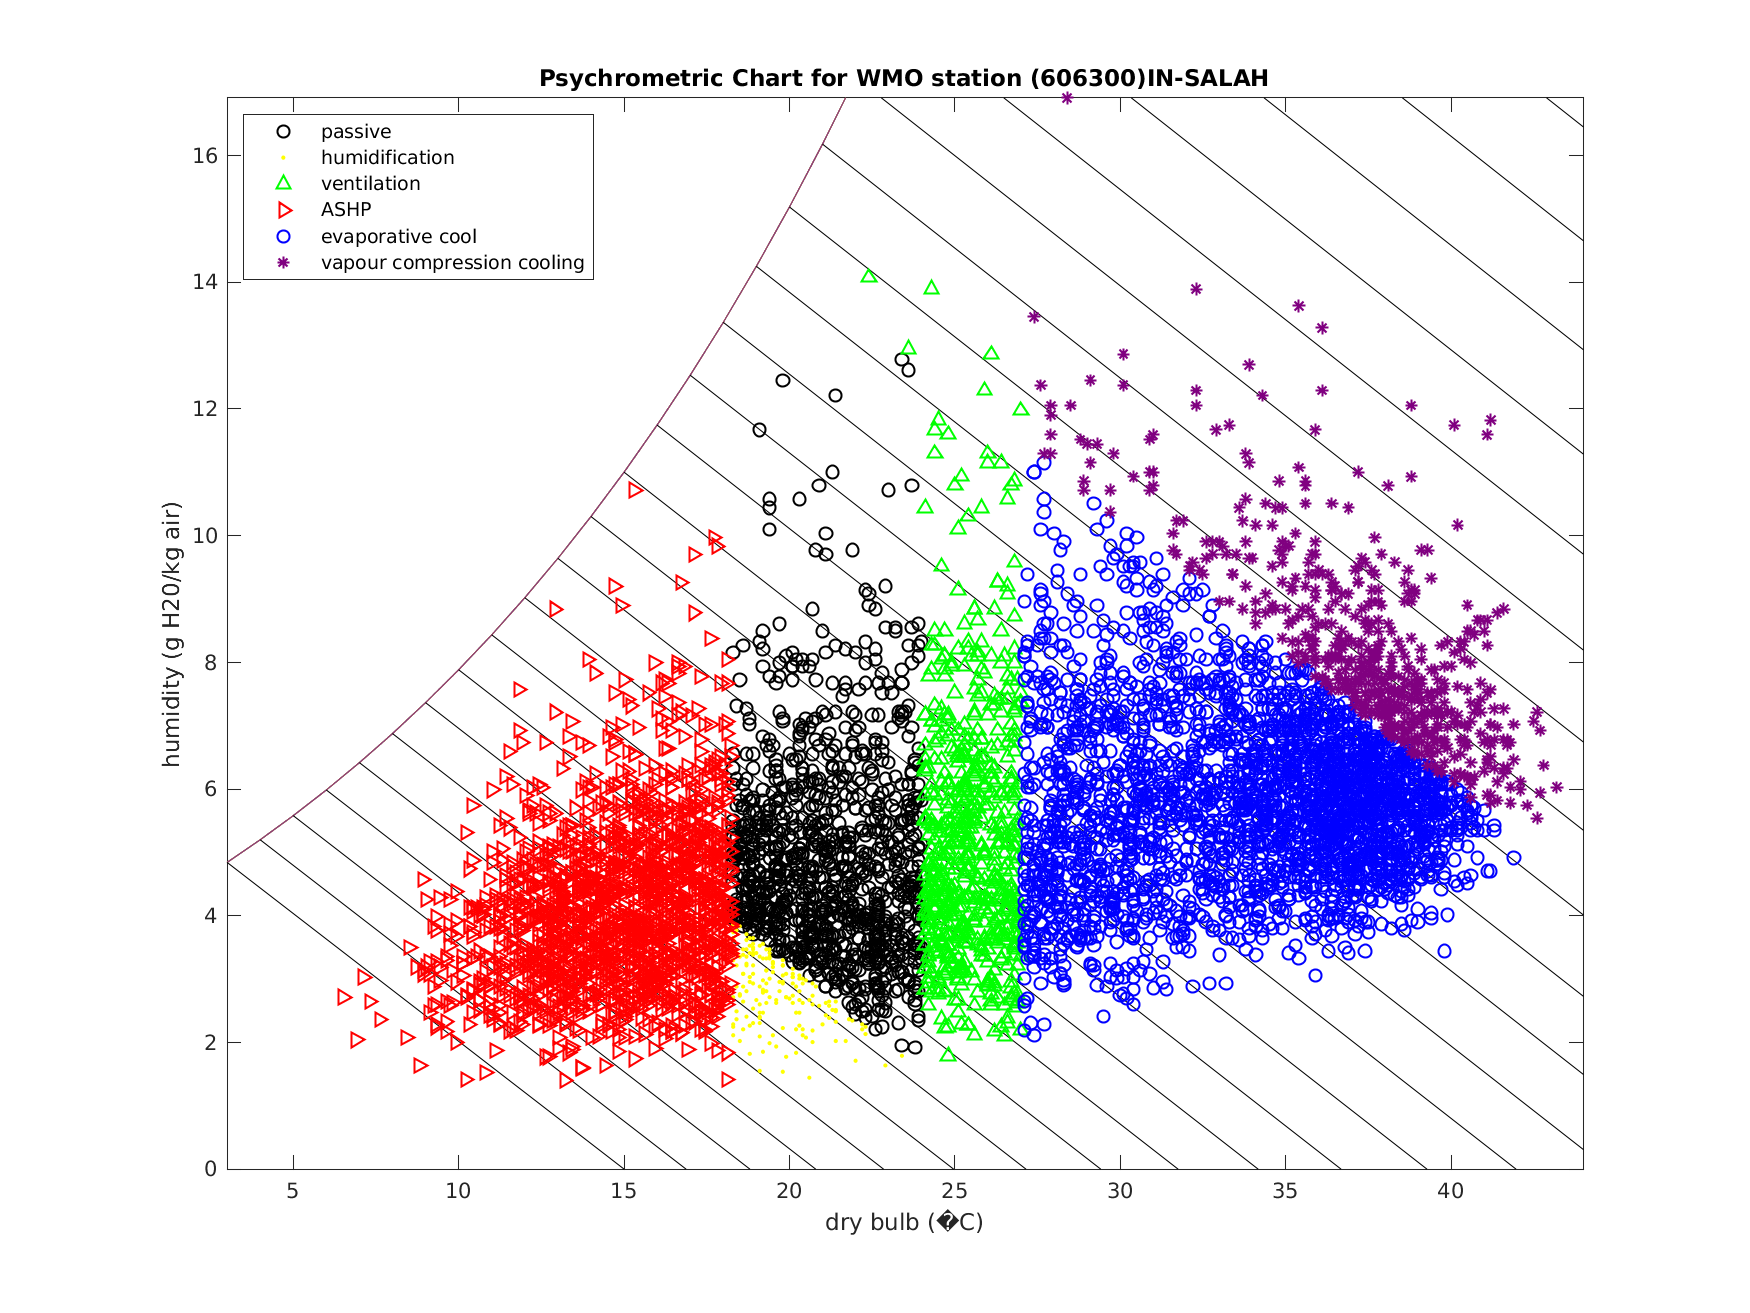 Psychrometric Chart for WMO station (606300)IN-SALAH
passive
humidification
ventilation
ASHP
evaporative cool
vapour compression cooling
humidity (g H20/kg air)
16
14
12
10
8
6
4
2
0
5 10 15 20 25 30 35 40
dry bulb (�C)